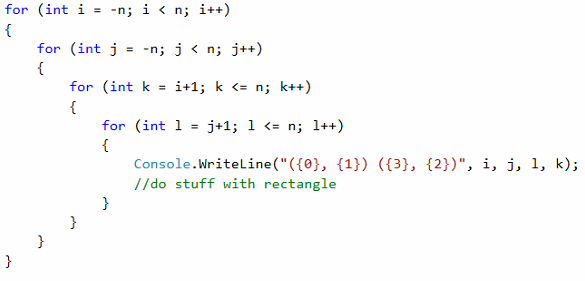 for (int i = -n; i < n; i++)
{
    for (int j = -n; j < n; j++)
    {
        for (int k = i+1; k <= n; k++)
        {
            for (int l = j+1; l <= n; l++)
            {
                Console.WriteLine("({0}, {1}) ({3}, {2})", i, j, l, k);
                //do stuff with rectangle
            }
        }
    }
}